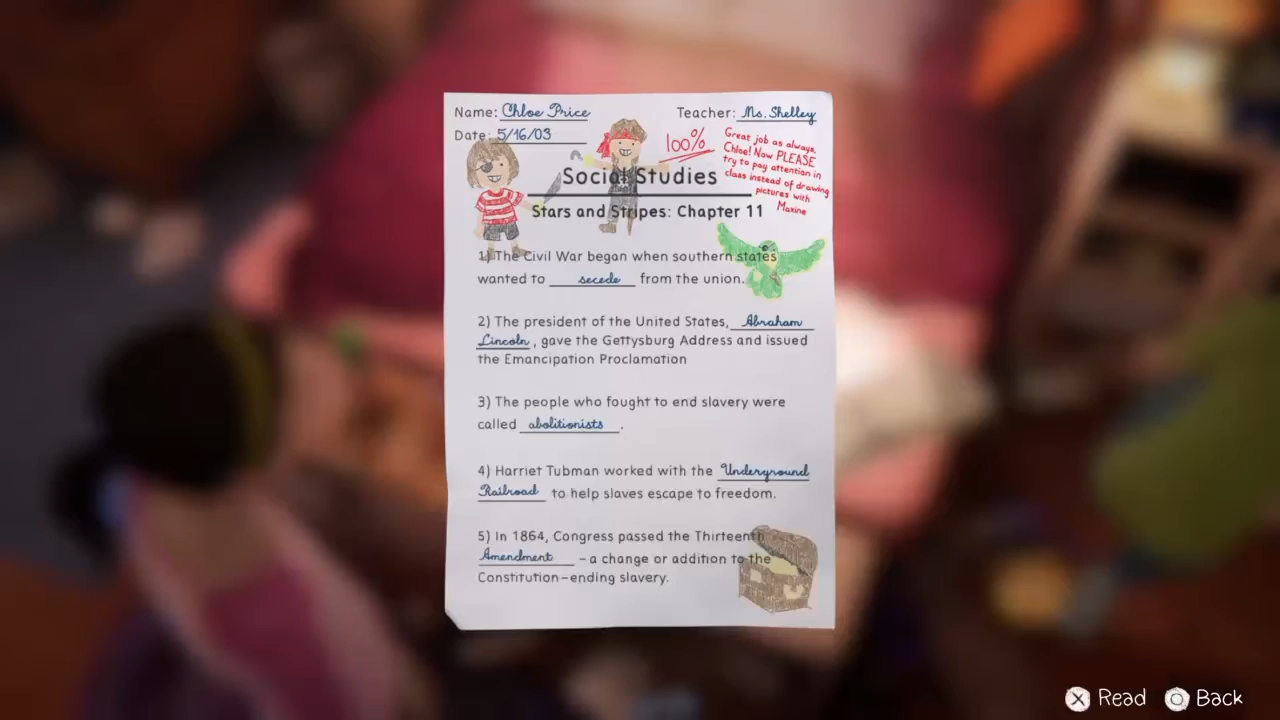 Name: Chloe Price
Teacher: Ms. Shelley
Date: 5/16/03
100%
Great job as always,
Chloe! Now PLEASE
try to pay attention in
class instead of drawing
pictures with
Maxine
Social Studies
Stars and Stripes: Chapter 11
1) The Civil War began when southern states
wanted to secede from the union.
2) The president of the United States, Abraham
Lincoln, gave the Gettysburg Address and issued
the Emancipation Proclamation
3) The people who fought to end slavery were
called abolitionists.
4) Harriet Tubman worked with the Underground
Railroad to help slaves escape to freedom.
5) In 1864, Congress passed the Thirteenth
Amendment – a change or addition to the
Constitution – ending slavery.
Read Back